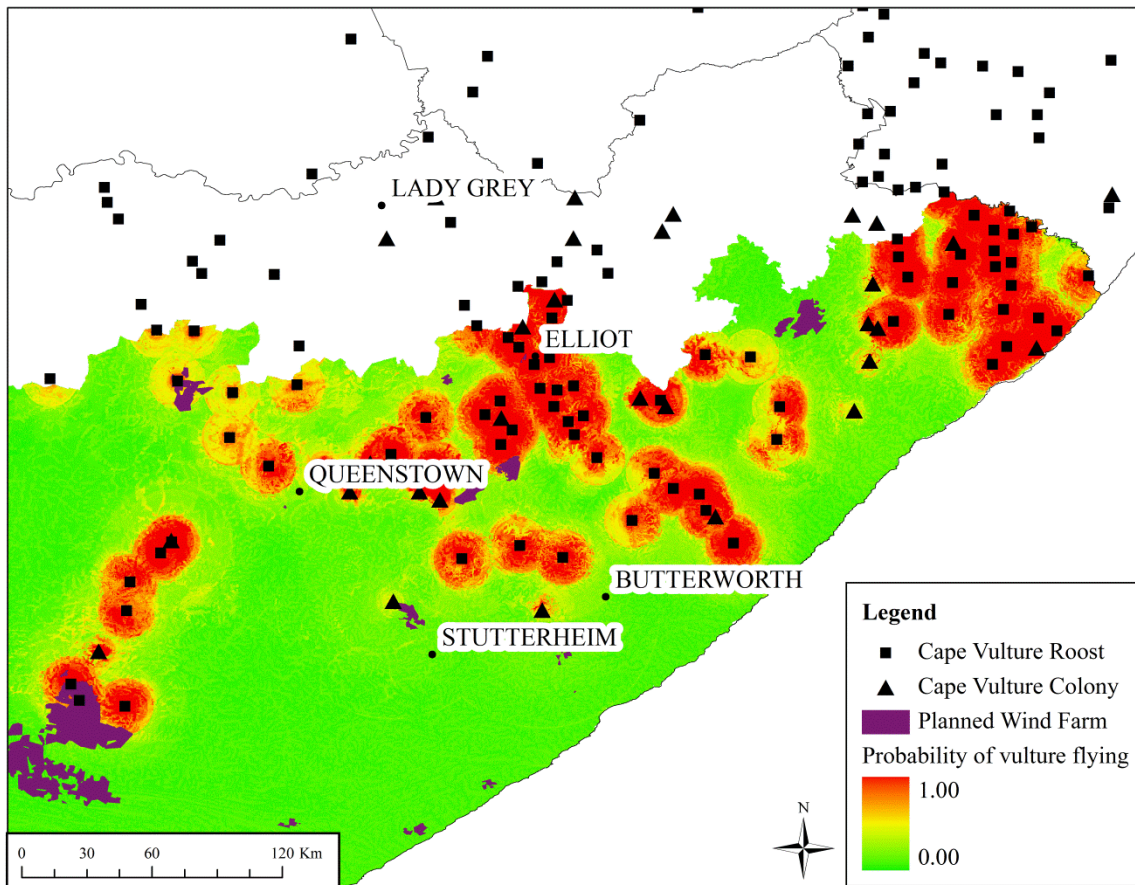 LADY GREY
ELLIOT
QUEENSTOWN
BUTTERWORTH
STUTTERHEIM
Legend
Cape Vulture Roost
Cape Vulture Colony
Planned Wind Farm
Probability of vulture flying
1.00
0.00
N
0 30 60 120 Km